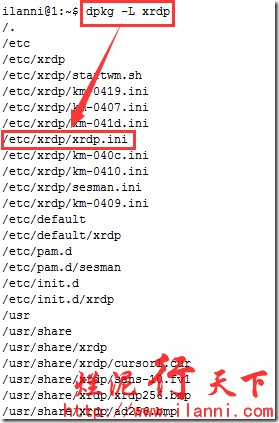 ilanni@1:~$ dpkg -L xrdp
/.
/etc
/etc/xrdp
/etc/xrdp/startwm.sh
/etc/xrdp/km-0419.ini
/etc/xrdp/km-0407.ini
/etc/xrdp/km-041d.ini
/etc/xrdp/xrdp.ini
/etc/xrdp/km-040c.ini
/etc/xrdp/km-0410.ini
/etc/xrdp/sesman.ini
/etc/xrdp/km-0409.ini
/etc/default
/etc/default/xrdp
/etc/pam.d
/etc/pam.d/sesman
/etc/init.d
/etc/init.d/xrdp
/usr
/usr/share
/usr/share/xrdp
/usr/share/xrdp/cursor1.cur
/usr/share/xrdp/sans-10.fv1
/usr/share/xrdp/xrdp256.bmp
/usr/share/xrdp/ad256.bmp
烂泥行天下
http://www.ilanni.com